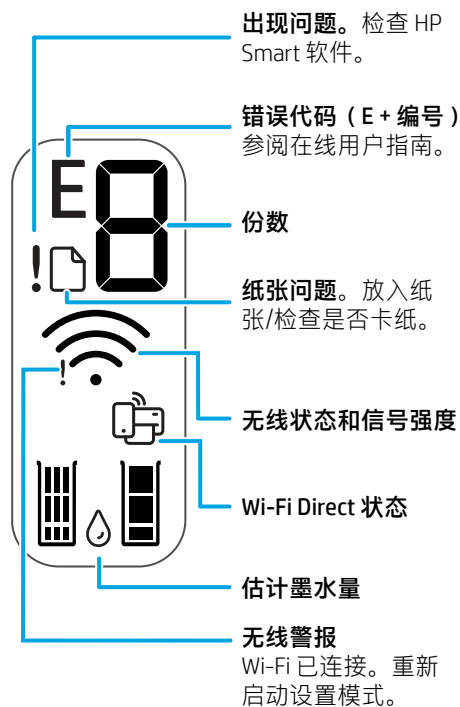 出现问题。检查 HP
Smart 软件。
错误代码（E + 编号）
参阅在线用户指南。
E 8
份数
!
纸张问题。放入纸
张/检查是否卡纸。
!
无线状态和信号强度
Wi-Fi Direct 状态
估计墨水量
无线警报
Wi-Fi 已连接。重新
启动设置模式。